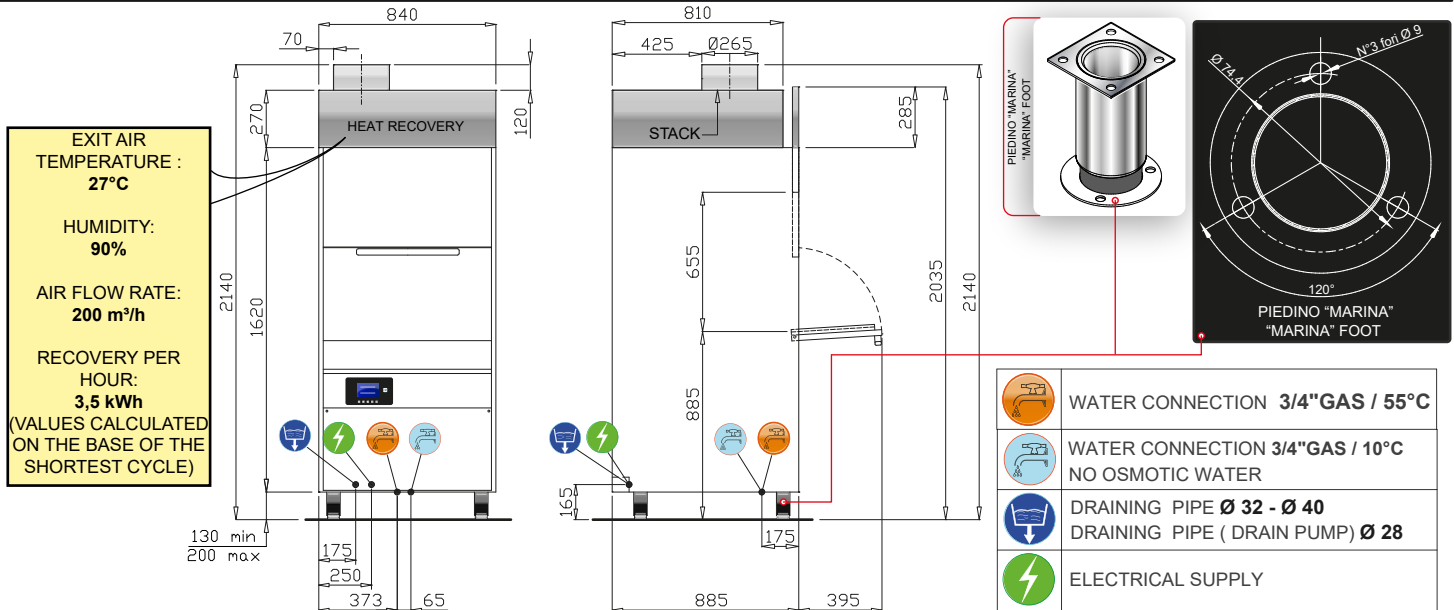 840
70
270
120
HEAT RECOVERY
2140
1620
130 min
200 max
175
250
373
65
EXIT AIR
TEMPERATURE :
27°C
HUMIDITY:
90%
AIR FLOW RATE:
200 m³/h
RECOVERY PER
HOUR:
3,5 kWh
(VALUES CALCULATED
ON THE BASE OF THE
SHORTEST CYCLE)
810
425
Ø265
STACK
285
655
885
2035
2140
165
175
885
395
PIEDINO "MARINA"
"MARINA" FOOT
N°3 fori Ø 9
Ø 74,4
120°
PIEDINO “MARINA”
“MARINA” FOOT
WATER CONNECTION 3/4"GAS / 55°C
WATER CONNECTION 3/4"GAS / 10°C
NO OSMOTIC WATER
DRAINING PIPE Ø 32 - Ø 40
DRAINING PIPE ( DRAIN PUMP) Ø 28
ELECTRICAL SUPPLY